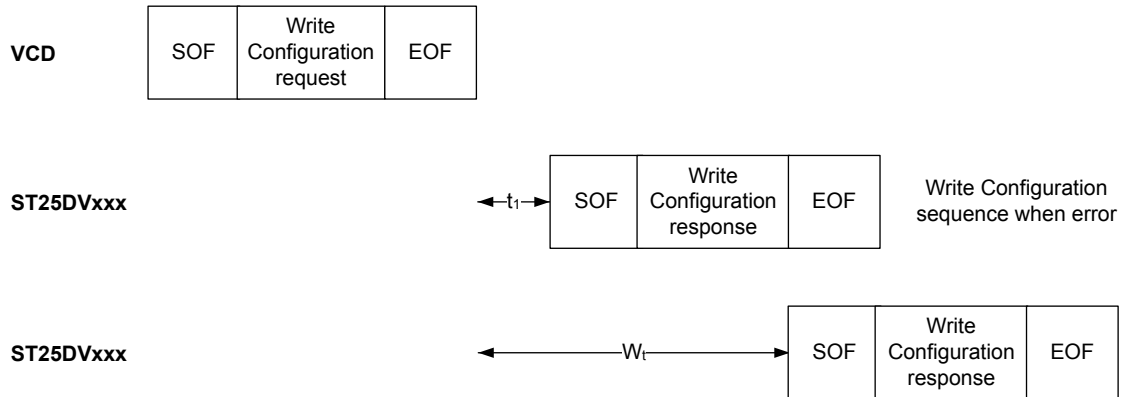 VCD
SOF
Write
Configuration
request
EOF
ST25DVxxx
t₁
SOF
Write
Configuration
response
EOF
Write Configuration
sequence when error
ST25DVxxx
Wₜ
SOF
Write
Configuration
response
EOF